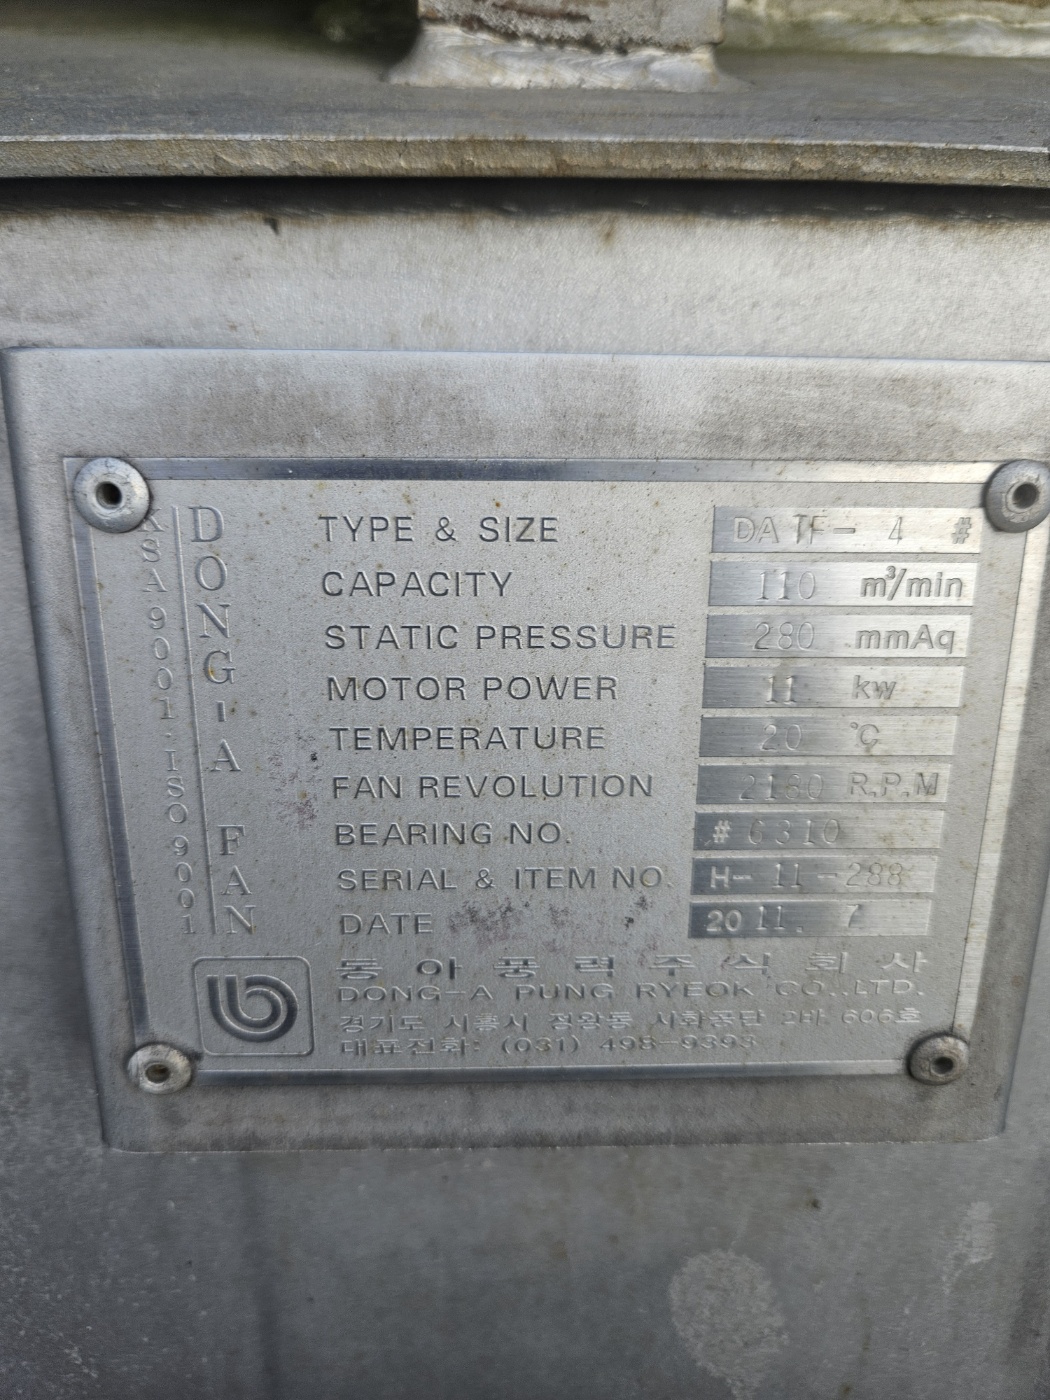 KSA9001·ISO9001
DONG-A FAN
TYPE & SIZE DATF- 4 #
CAPACITY 110 m³/min
STATIC PRESSURE 280 mmAq
MOTOR POWER 11 kw
TEMPERATURE 20 ℃
FAN REVOLUTION R.P.M
BEARING NO. # 6310
SERIAL & ITEM NO. H- 11-288
DATE 20 11. 7
동아풍력주식회사
DONG-A PUNG RYEOK CO.,LTD.
경기도 시흥시 정왕동 시화공단 2바 606호
대표전화: (031) 498-9393